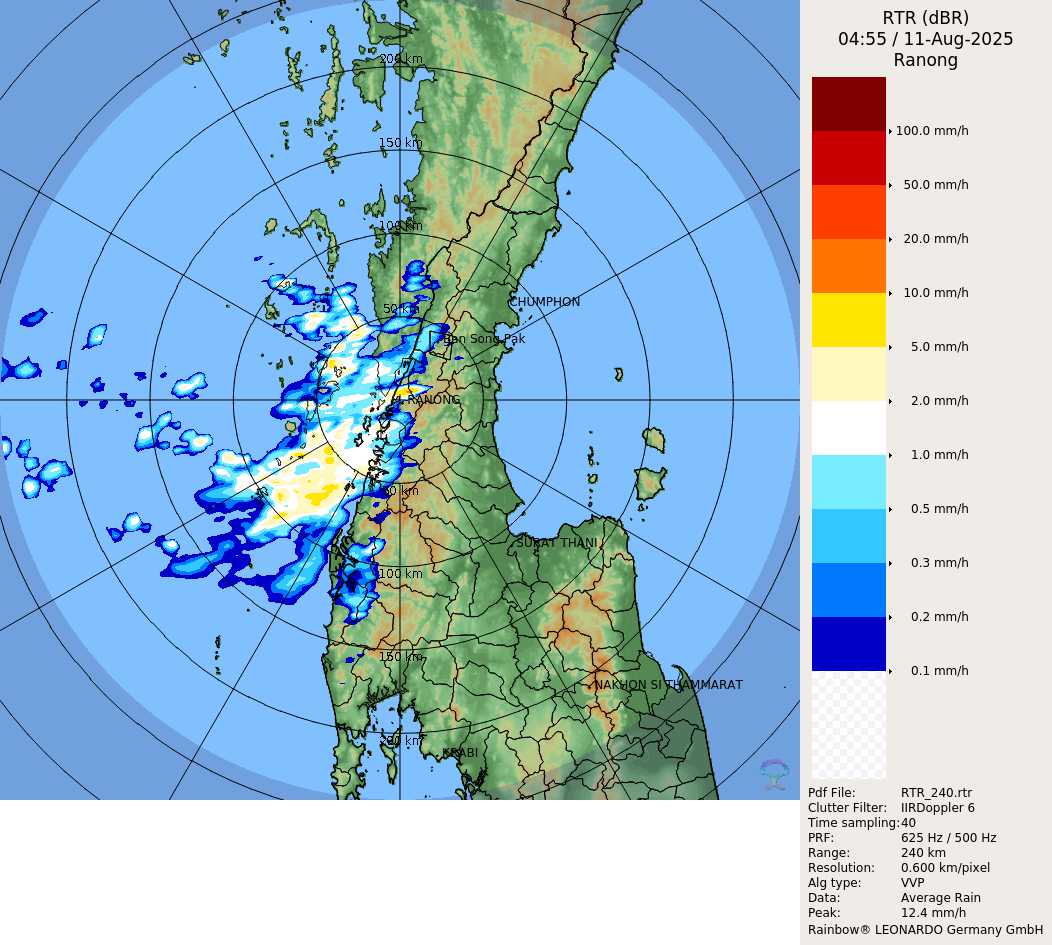 RTR (dBR)
04:55 / 11-Aug-2025
Ranong
200 km
150 km
100 km
50 km
CHUMPHON
Ban Song Pak
RANONG
50 km
SURAT THANI
100 km
150 km
NAKHON SI THAMMARAT
200 km
KRABI
100.0 mm/h
50.0 mm/h
20.0 mm/h
10.0 mm/h
5.0 mm/h
2.0 mm/h
1.0 mm/h
0.5 mm/h
0.3 mm/h
0.2 mm/h
0.1 mm/h
Pdf File: RTR_240.rtr
Clutter Filter: IIRDoppler 6
Time sampling:40
PRF: 625 Hz / 500 Hz
Range: 240 km
Resolution: 0.600 km/pixel
Alg type: VVP
Data: Average Rain
Peak: 12.4 mm/h
Rainbow® LEONARDO Germany GmbH